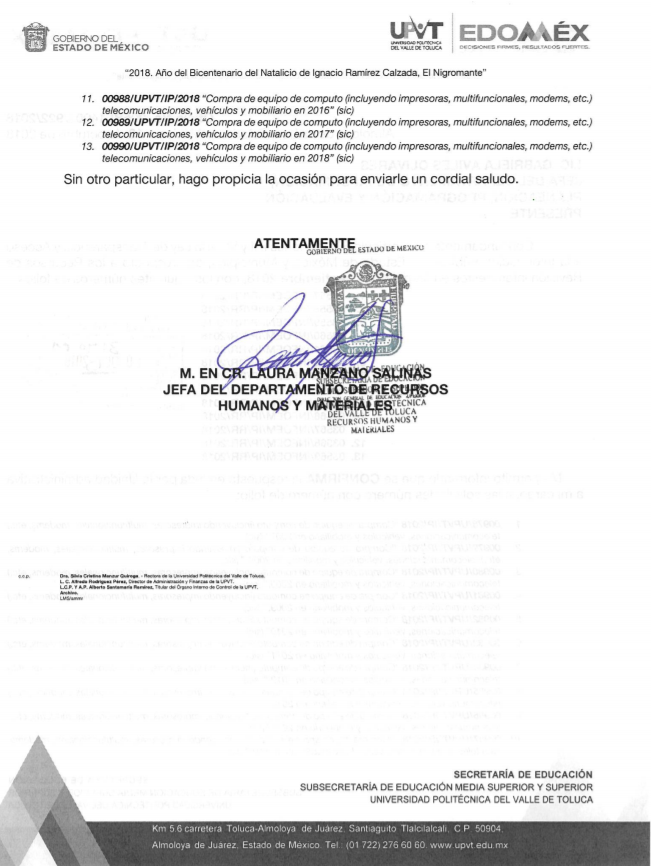 GOBIERNO DEL
ESTADO DE MÉXICO
UPVT
UNIVERSIDAD POLITÉCNICA
DEL VALLE DE TOLUCA
EDOMÉX
DECISIONES FIRMES, RESULTADOS FUERTES.
"2018. Año del Bicentenario del Natalicio de Ignacio Ramírez Calzada, El Nigromante"
11. 00988/UPVT/IP/2018 "Compra de equipo de computo (incluyendo impresoras, multifuncionales, modems, etc.)
telecomunicaciones, vehículos y mobiliario en 2016" (sic)
12. 00989/UPVT/IP/2018 "Compra de equipo de computo (incluyendo impresoras, multifuncionales, modems, etc.)
telecomunicaciones, vehículos y mobiliario en 2017" (sic)
13. 00990/UPVT/IP/2018 "Compra de equipo de computo (incluyendo impresoras, multifuncionales, modems, etc.)
telecomunicaciones, vehículos y mobiliario en 2018" (sic)
Sin otro particular, hago propicia la ocasión para enviarle un cordial saludo.
ATENTAMENTE
GOBIERNO DEL ESTADO DE MÉXICO
M. EN CR. LAURA MANZANO SALINAS
JEFA DEL DEPARTAMENTO DE RECURSOS
HUMANOS Y MATERIALES
DEL VALLE DE TOLUCA
RECURSOS HUMANOS Y
MATERIALES
c.c.p. Dra. Silvia Cristina Manzur Quiroga. - Rectora de la Universidad Politécnica del Valle de Toluca.
L. C. Alfredo Rodríguez Pérez, Director de Administración y Finanzas de la UPVT.
L.C.P. Y A.P. Alberto Santamaría Ramírez, Titular del Órgano Interno de Control de la UPVT.
Archivo.
SECRETARÍA DE EDUCACIÓN
SUBSECRETARÍA DE EDUCACIÓN MEDIA SUPERIOR Y SUPERIOR
UNIVERSIDAD POLITÉCNICA DEL VALLE DE TOLUCA
Km 5.6 carretera Toluca-Almoloya de Juárez, Santiaguito Tlalcilalcali, C.P. 50904,
Almoloya de Juárez, Estado de México. Tel.: (01 722) 276 60 60. www.upvt.edu.mx